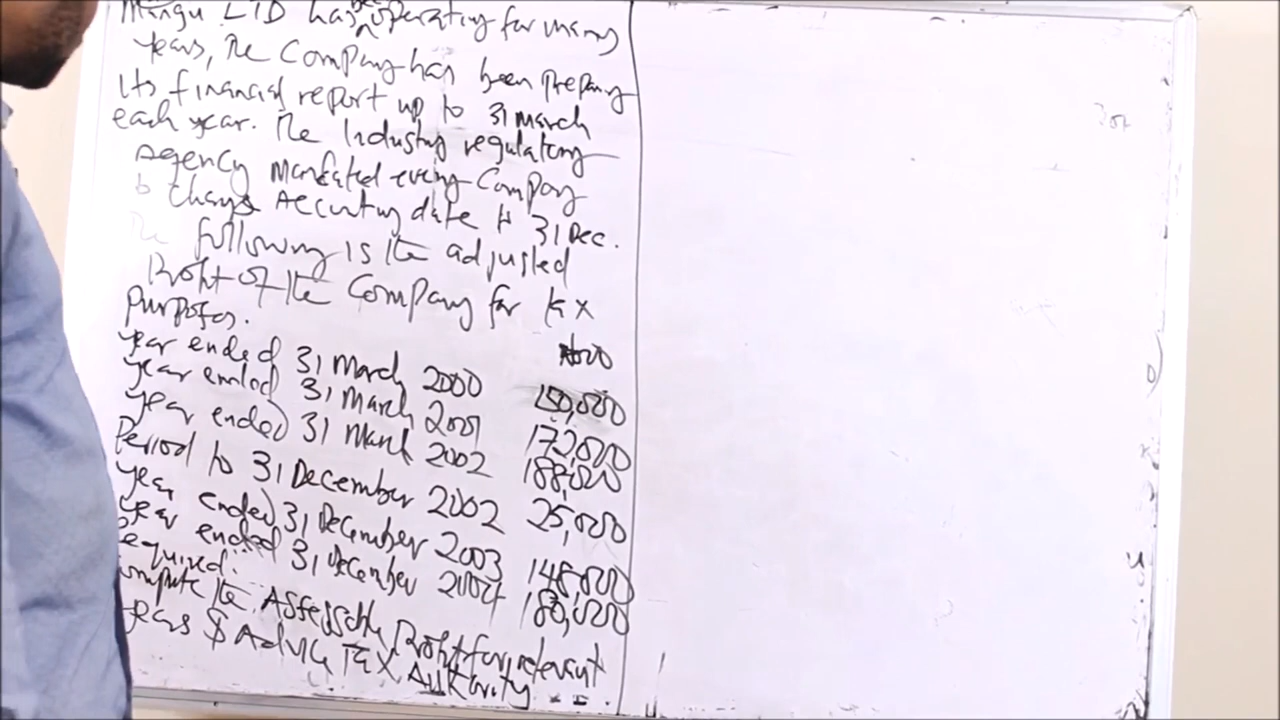 Mangu LTD has been operating for many
years, The Company has been preparing
its financial report up to 31 March
each year. The Industry regulatory
Agency Mandated every Company
to change Accounting date to 31 Dec.
The following is the adjusted
Profit of the Company for tax
purposes.
₦000
year ended 31 March 2000 150,000
year ended 31 March 2001 172,000
year ended 31 March 2002 188,000
Period to 31 December 2002 25,000
year ended 31 December 2003 148,000
year ended 31 December 2004 180,000
equired:
ompute the Assessable Profit for relevant
years & Advice Tax Authority